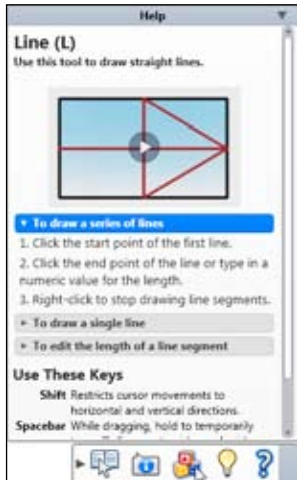 Help
Line (L)
Use this tool to draw straight lines.
To draw a series of lines
1. Click the start point of the first line.
2. Click the end point of the line or type in a
numeric value for the length.
3. Right-click to stop drawing line segments.
To draw a single line
To edit the length of a line segment
Use These Keys
Shift Restricts cursor movements to
horizontal and vertical directions.
Spacebar While dragging, hold to temporarily